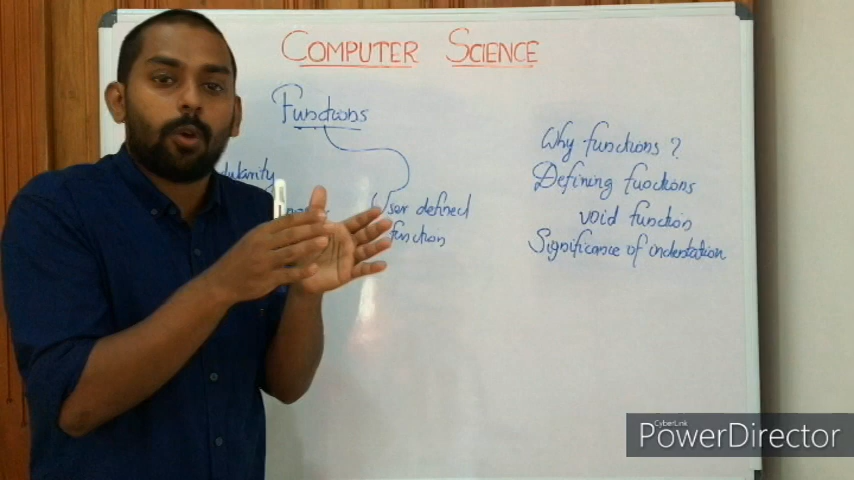 COMPUTER SCIENCE
Functions
User defined
function
Why functions ?
Defining functions
void function
Significance of indentation
CyberLink
PowerDirector